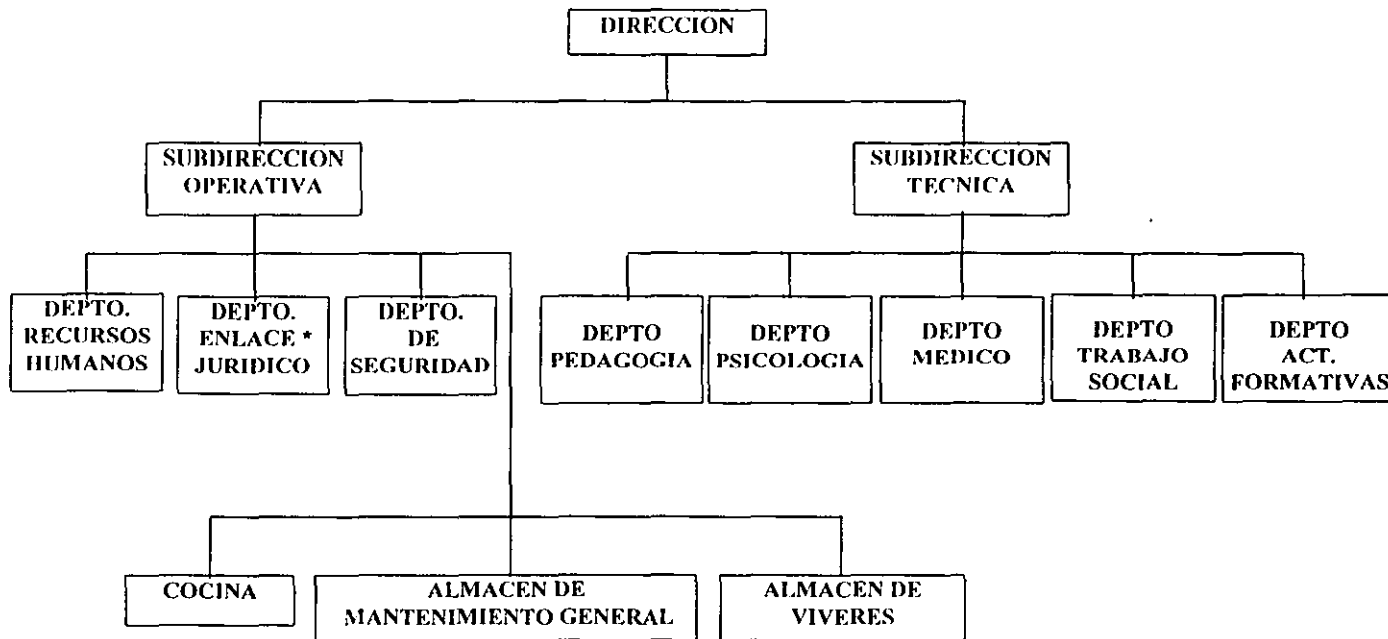 DIRECCION
SUBDIRECCION
OPERATIVA
SUBDIRECCION
TECNICA
DEPTO.
RECURSOS
HUMANOS
DEPTO.
ENLACE *
JURIDICO
DEPTO.
DE
SEGURIDAD
DEPTO
PEDAGOGIA
DEPTO
PSICOLOGIA
DEPTO
MEDICO
DEPTO
TRABAJO
SOCIAL
DEPTO
ACT.
FORMATIVAS
COCINA
ALMACEN DE
MANTENIMIENTO GENERAL
ALMACEN DE
VIVERES